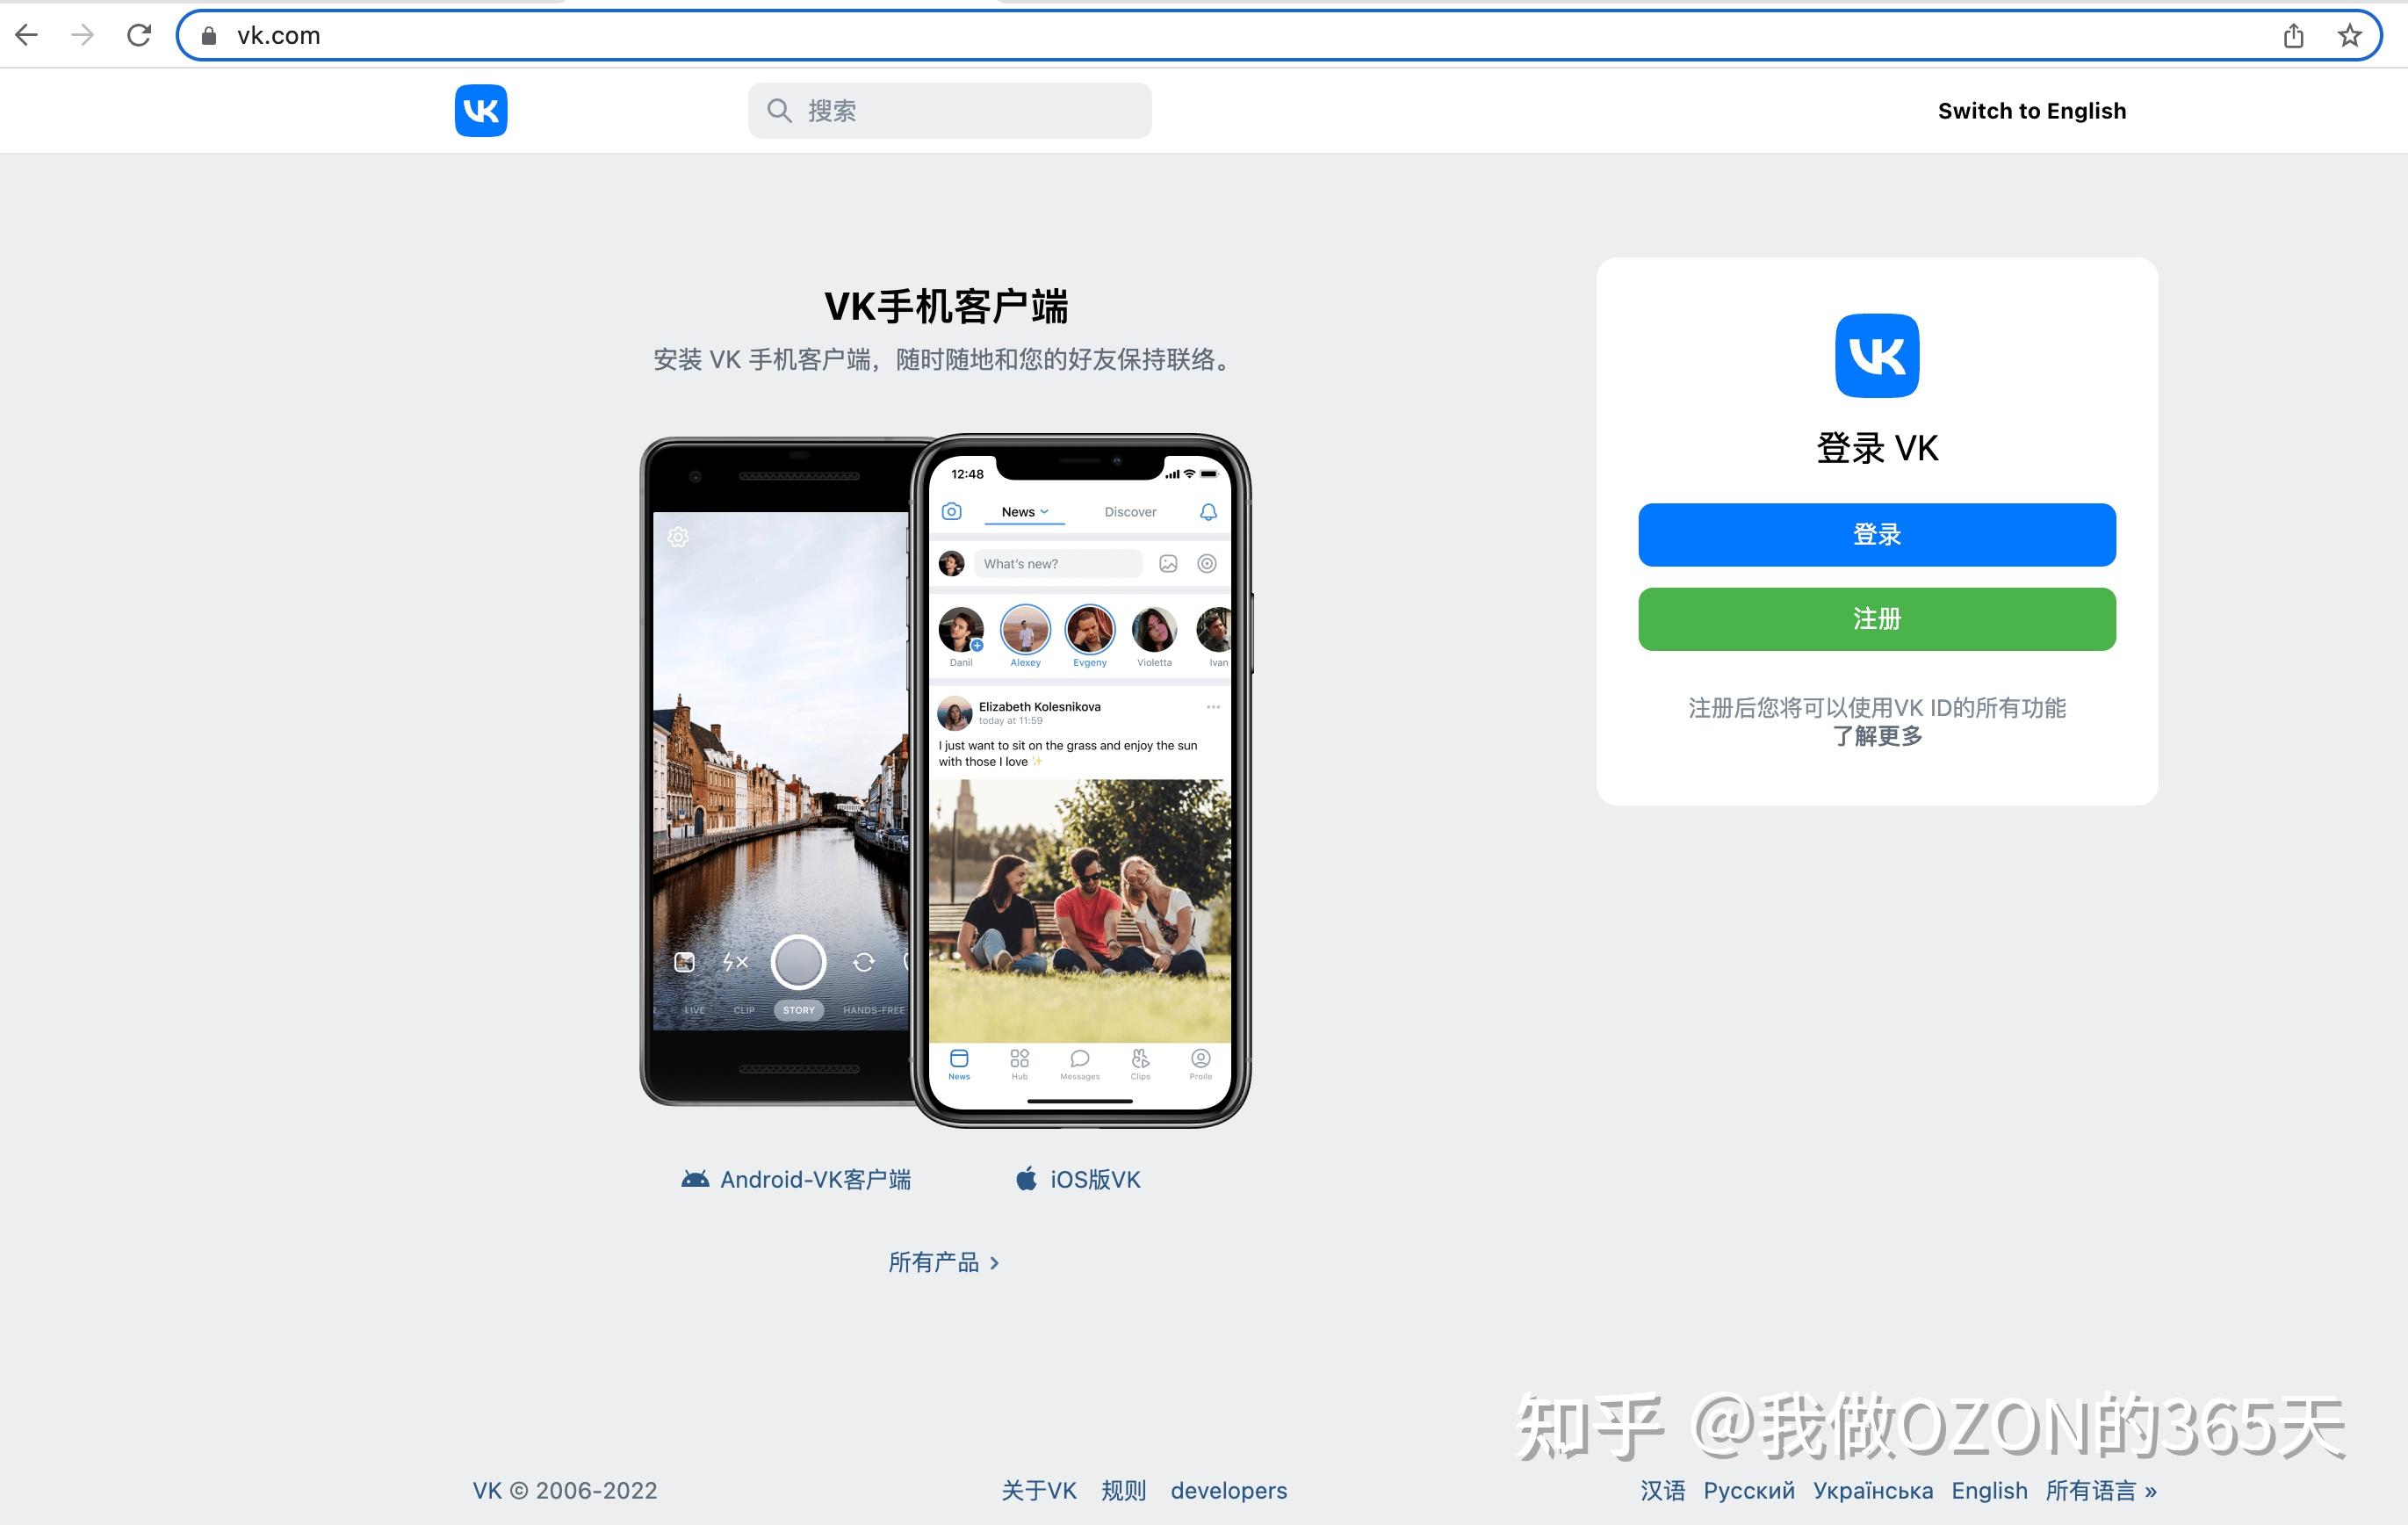 vk.com
VK
搜索
Switch to English
VK手机客户端
安装 VK 手机客户端，随时随地和您的好友保持联络。
12:48
News
Discover
What's new?
Danil
Alexey
Evgeny
Violetta
Ivan
Elizabeth Kolesnikova
today at 11:59
I just want to sit on the grass and enjoy the sun
with those I love ✨
LIVE
CLIP
STORY
HANDS-FREE
News
Hub
Messages
Clips
Proile
Android-VK客户端
iOS版VK
所有产品 ›
VK
登录 VK
登录
注册
注册后您将可以使用VK ID的所有功能
了解更多
知乎 @我做OZON的365天
VK © 2006-2022
关于VK 规则 developers
汉语 Русский Українська English 所有语言 »